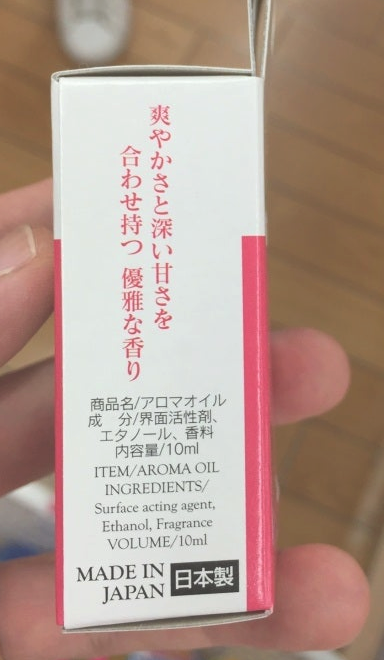 爽やかさと深い甘さを
合わせ持つ 優雅な香り
商品名/アロマオイル
成　分/界面活性剤、
エタノール、香料
内容量/10ml
ITEM/AROMA OIL
INGREDIENTS/
Surface acting agent,
Ethanol, Fragrance
VOLUME/10ml
MADE IN
JAPAN
日本製